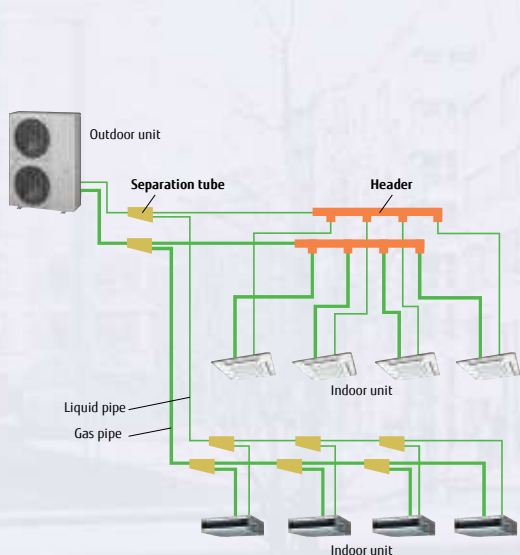 Outdoor unit
Separation tube
Header
Indoor unit
Liquid pipe
Gas pipe
Indoor unit